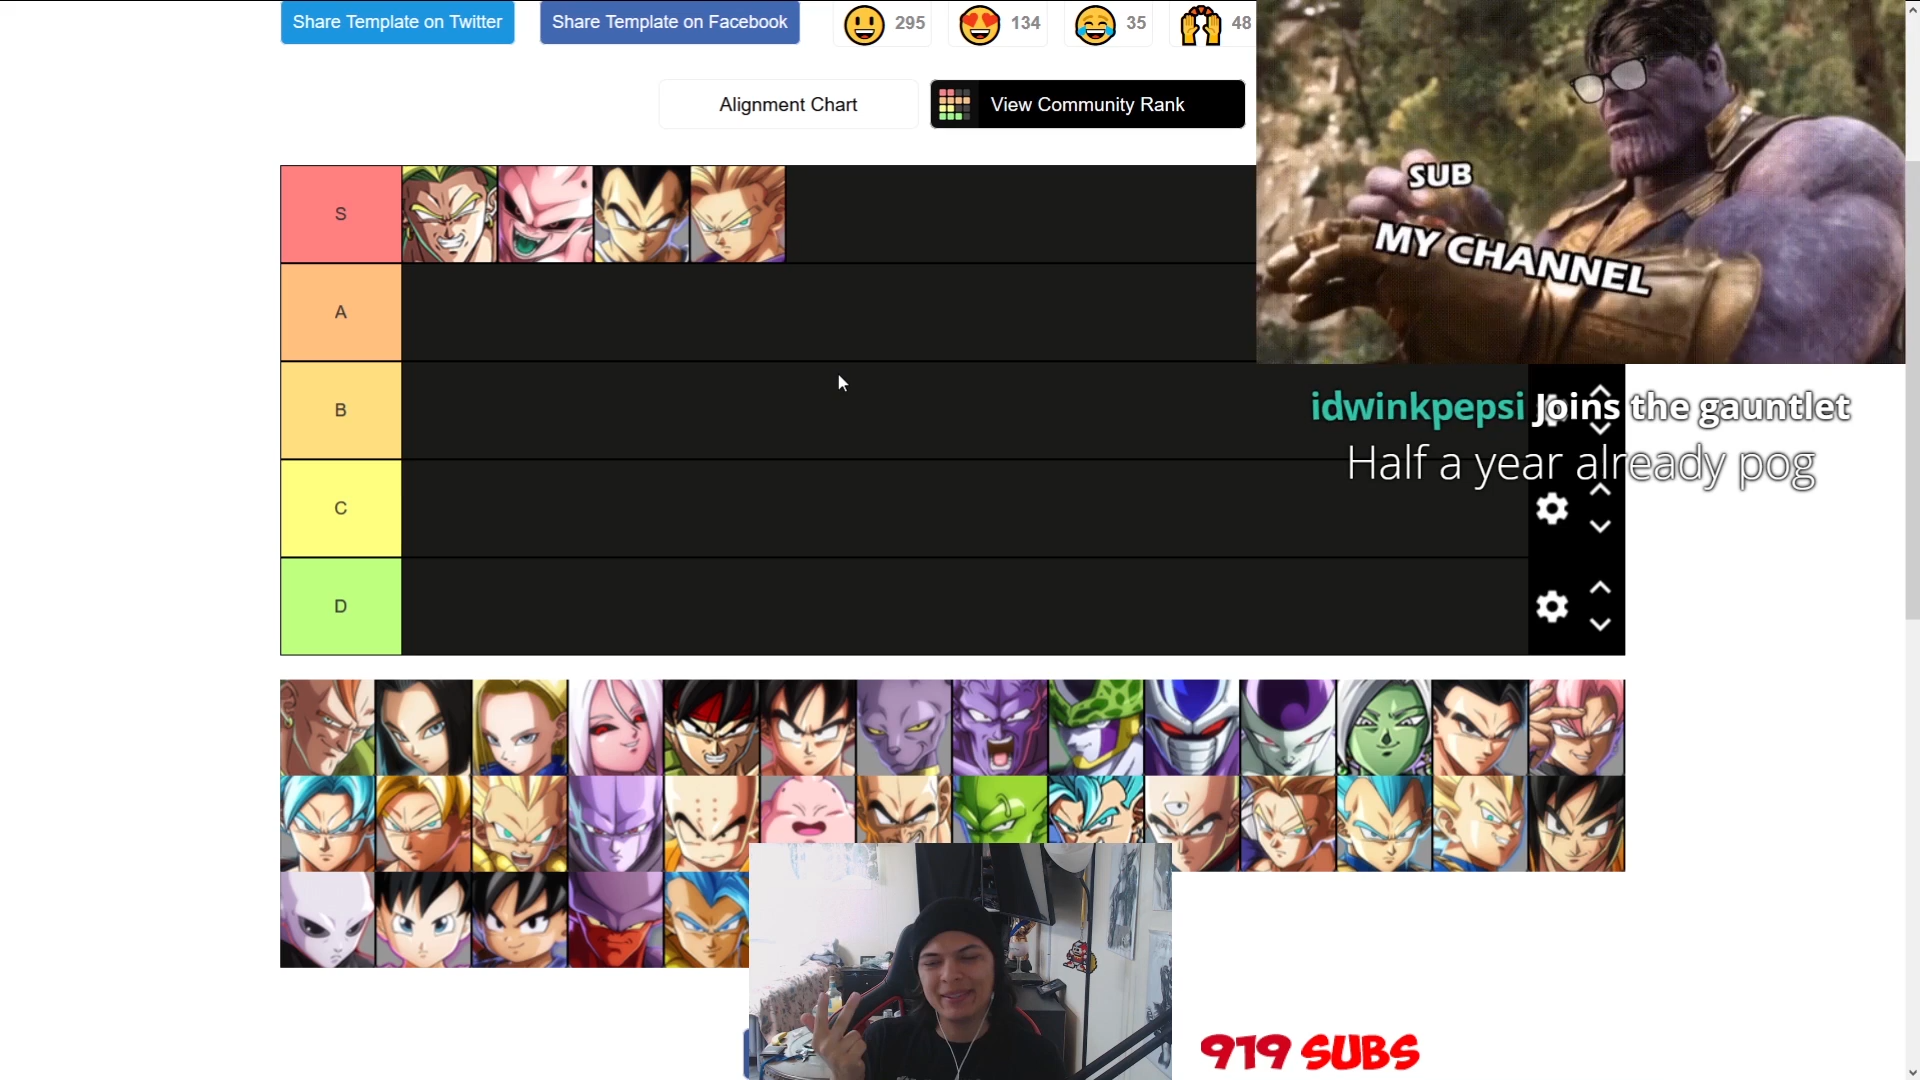 Share Template on Twitter
Share Template on Facebook
295
134
35
48
Alignment Chart
View Community Rank
SUB
MY CHANNEL
S
A
B
idwinkpepsi Joins the gauntlet
Half a year already pog
C
D
919 SUBS